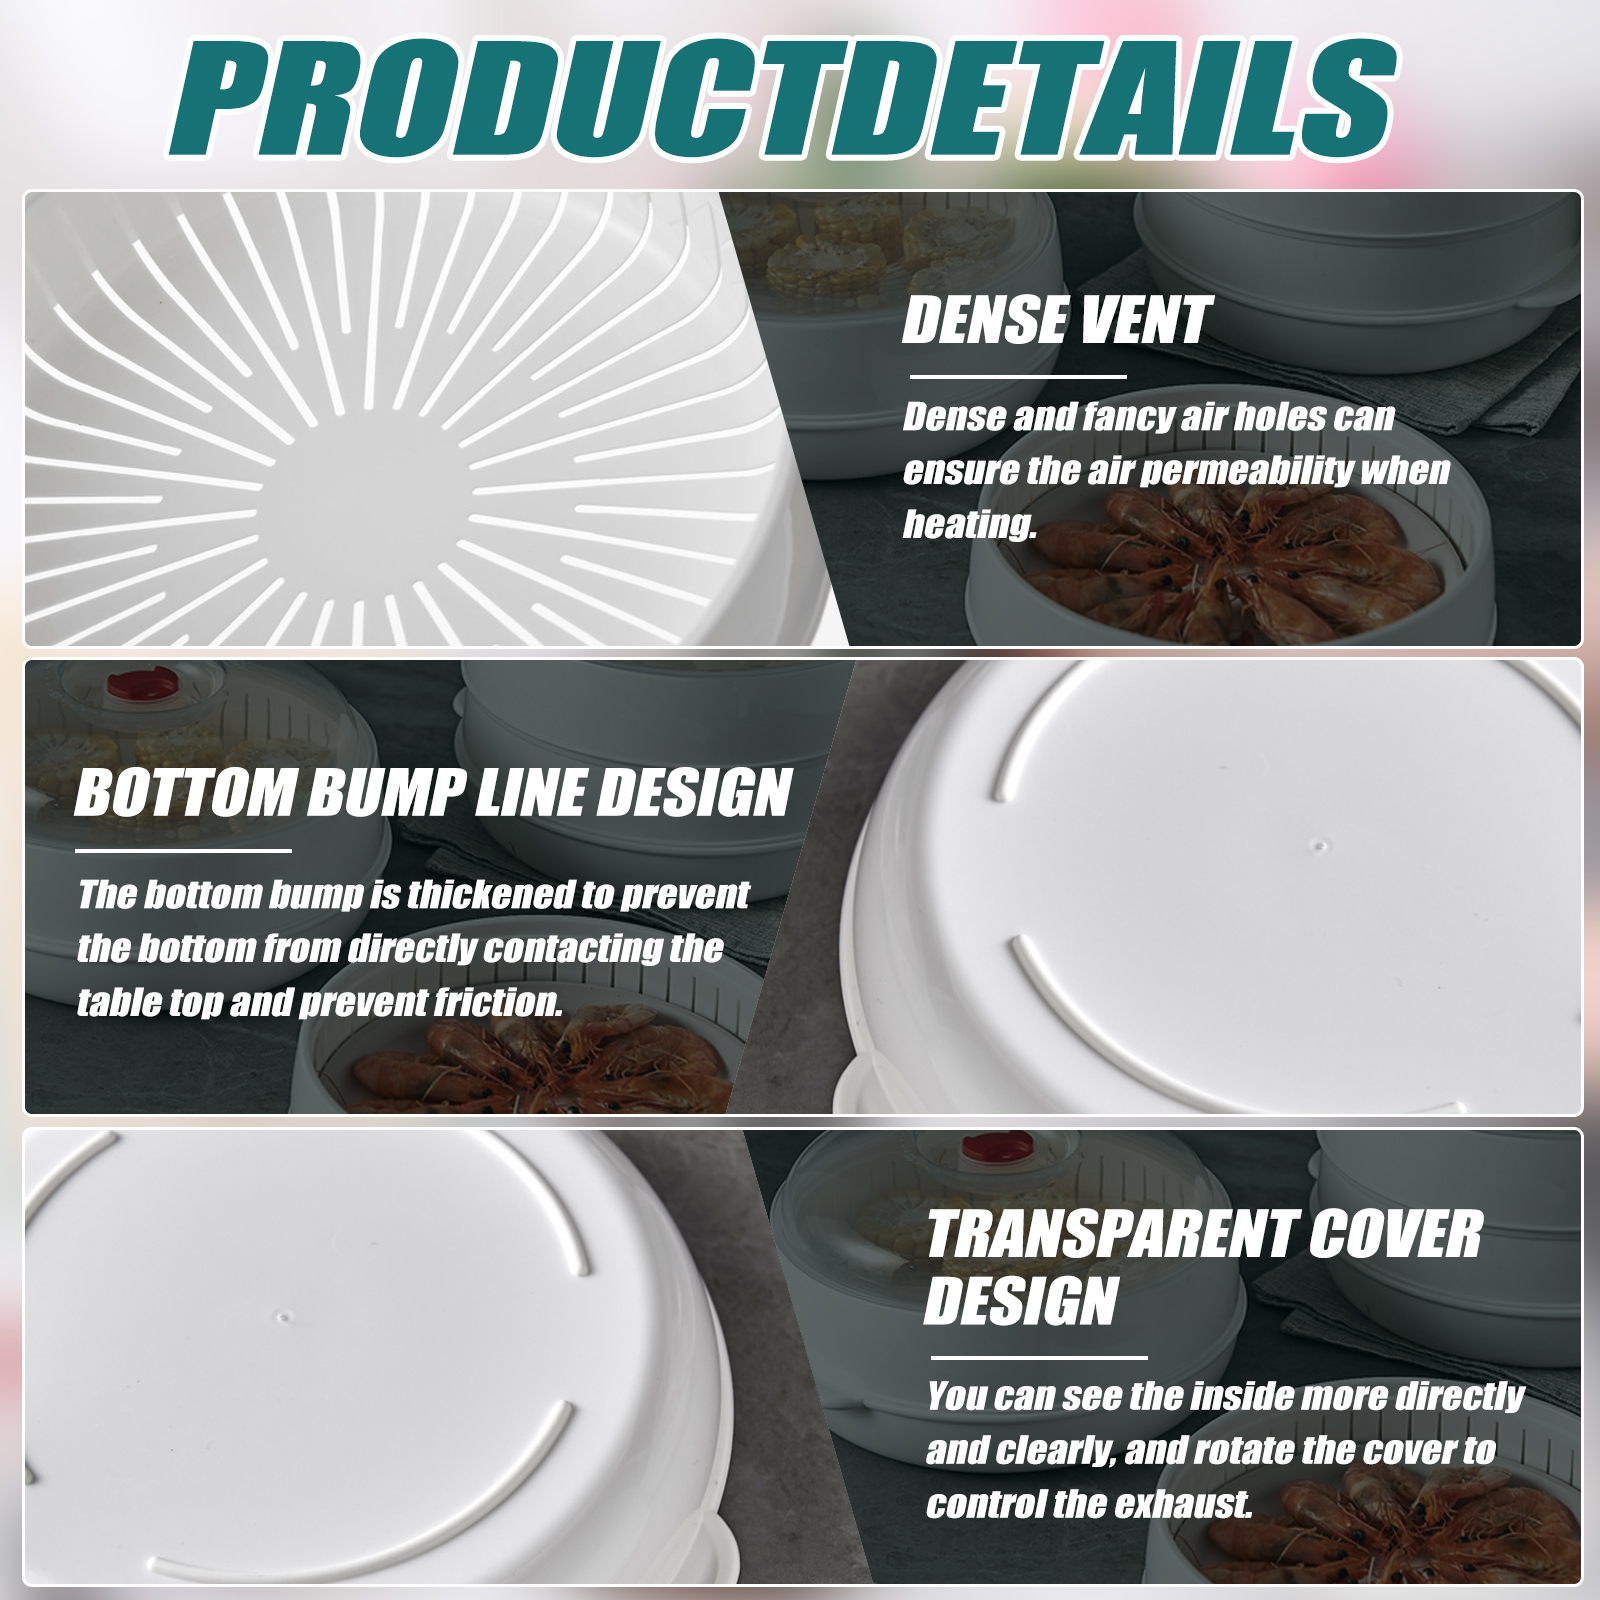 PRODUCTDETAILS
DENSE VENT
Dense and fancy air holes can
ensure the air permeability when
heating.
BOTTOM BUMP LINE DESIGN
The bottom bump is thickened to prevent
the bottom from directly contacting the
table top and prevent friction.
TRANSPARENT COVER
DESIGN
You can see the inside more directly
and clearly, and rotate the cover to
control the exhaust.